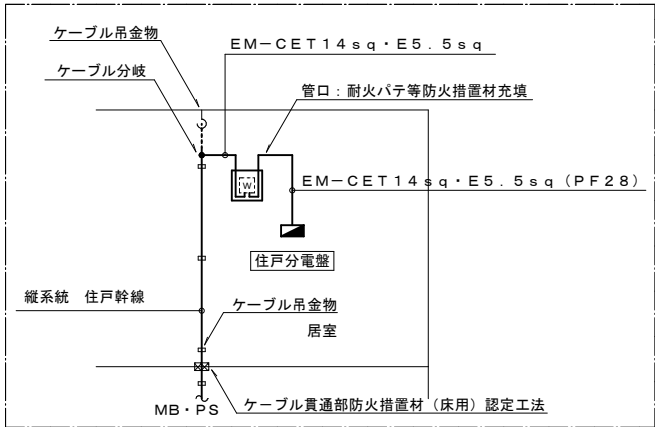 ケーブル吊金物
EM-CET14sq・E5.5sq
ケーブル分岐
管口:耐火パテ等防火措置材充填
W
EM-CET14sq・E5.5sq(PF28)
住戸分電盤
縦系統 住戸幹線
ケーブル吊金物
居室
MB・PS
ケーブル貫通部防火措置材(床用)認定工法